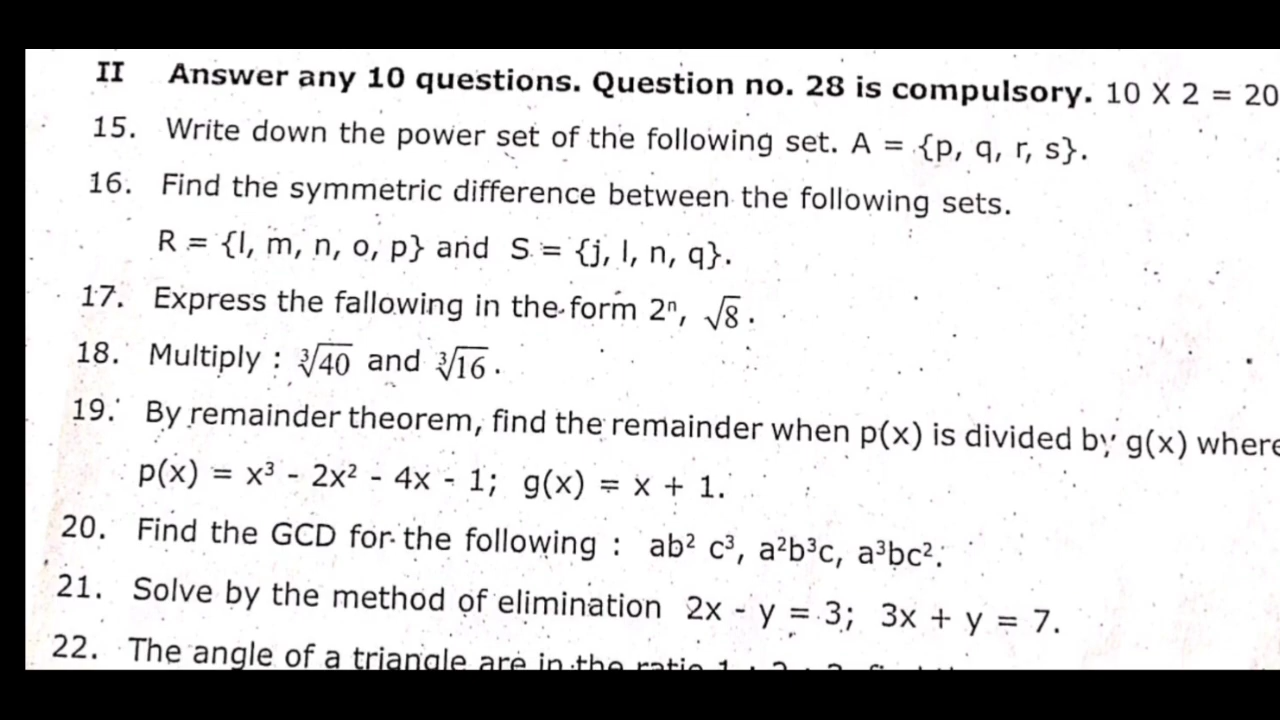 II Answer any 10 questions. Question no. 28 is compulsory. 10 X 2 = 20
15. Write down the power set of the following set. A = {p, q, r, s}.
16. Find the symmetric difference between the following sets.
R = {l, m, n, o, p} and S = {j, l, n, q}.
17. Express the fallowing in the form 2ⁿ, √8.
18. Multiply : ∛40 and ∛16.
19. By remainder theorem, find the remainder when p(x) is divided by g(x) where
p(x) = x³ - 2x² - 4x - 1; g(x) = x + 1.
20. Find the GCD for the following : ab² c³, a²b³c, a³bc².
21. Solve by the method of elimination 2x - y = 3; 3x + y = 7.
22. The angle of a triangle are in the ratio